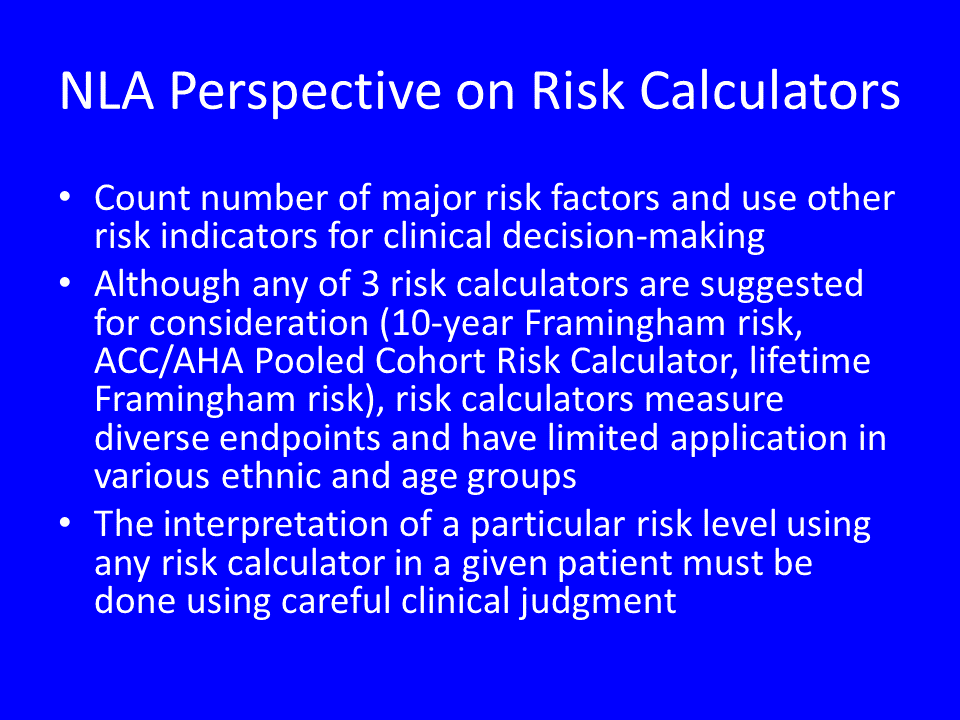 NLA Perspective on Risk Calculators
• Count number of major risk factors and use other
risk indicators for clinical decision-making
• Although any of 3 risk calculators are suggested
for consideration (10-year Framingham risk,
ACC/AHA Pooled Cohort Risk Calculator, lifetime
Framingham risk), risk calculators measure
diverse endpoints and have limited application in
various ethnic and age groups
• The interpretation of a particular risk level using
any risk calculator in a given patient must be
done using careful clinical judgment